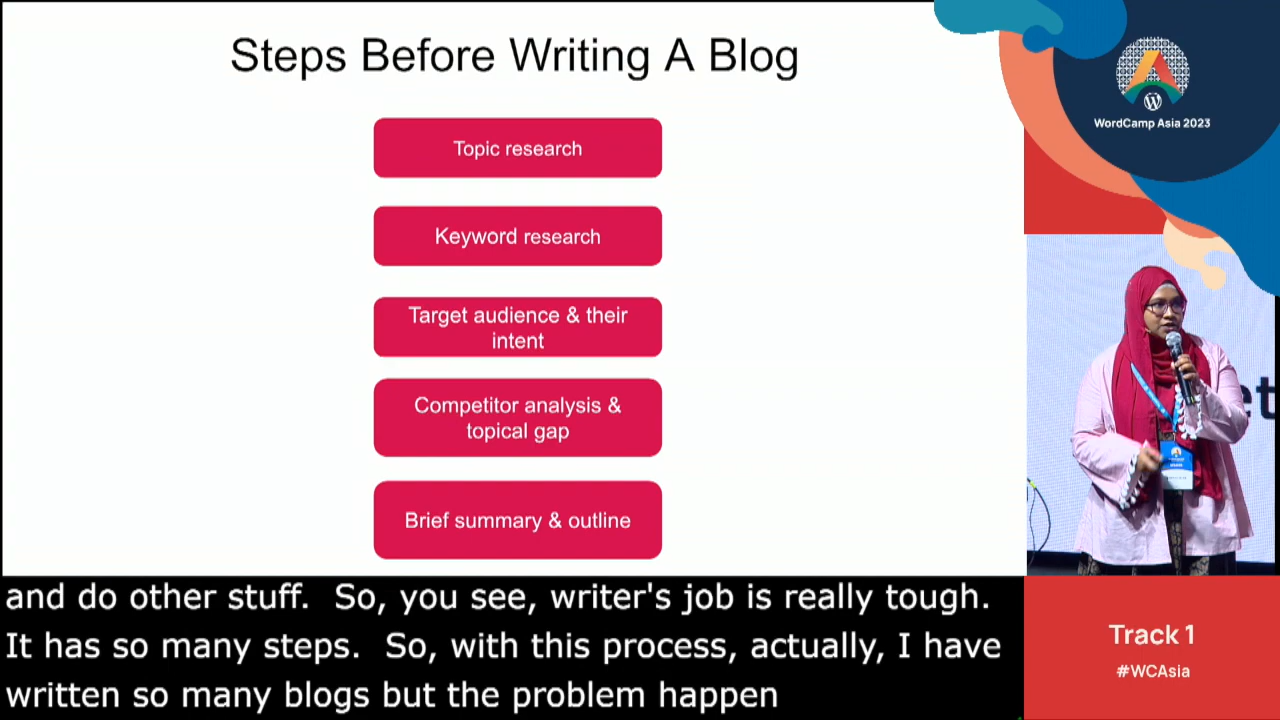 Steps Before Writing A Blog
Topic research
Keyword research
Target audience & their
intent
Competitor analysis &
topical gap
Brief summary & outline
WordCamp Asia 2023
et
Track 1
#WCAsia
and do other stuff.  So, you see, writer's job is really tough.
It has so many steps.  So, with this process, actually, I have
written so many blogs but the problem happen